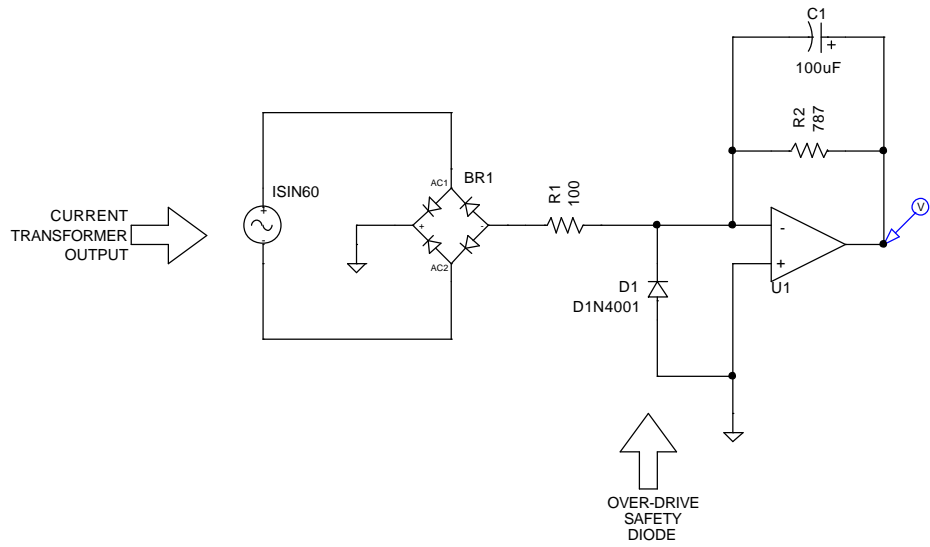 C1
+
100uF
R2
787
V
ISIN60
+
-
CURRENT
TRANSFORMER
OUTPUT
AC1
BR1
+
-
AC2
R1
100
-
+
U1
D1
D1N4001
OVER-DRIVE
SAFETY
DIODE